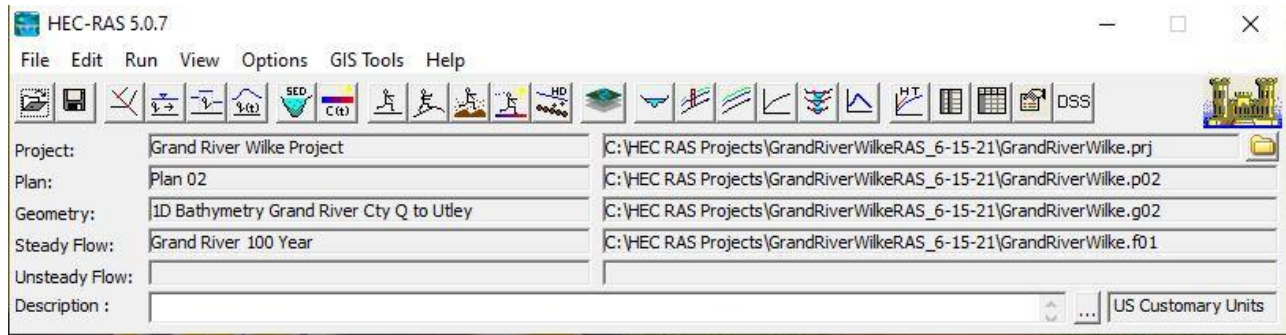 HEC-RAS 5.0.7
File Edit Run View Options GIS Tools Help
SED C(t) HD HT DSS
Project: Grand River Wilke Project C:\HEC RAS Projects\GrandRiverWilkeRAS_6-15-21\GrandRiverWilke.prj
Plan: Plan 02 C:\HEC RAS Projects\GrandRiverWilkeRAS_6-15-21\GrandRiverWilke.p02
Geometry: 1D Bathymetry Grand River Cty Q to Utley C:\HEC RAS Projects\GrandRiverWilkeRAS_6-15-21\GrandRiverWilke.g02
Steady Flow: Grand River 100 Year C:\HEC RAS Projects\GrandRiverWilkeRAS_6-15-21\GrandRiverWilke.f01
Unsteady Flow:
Description : ... US Customary Units